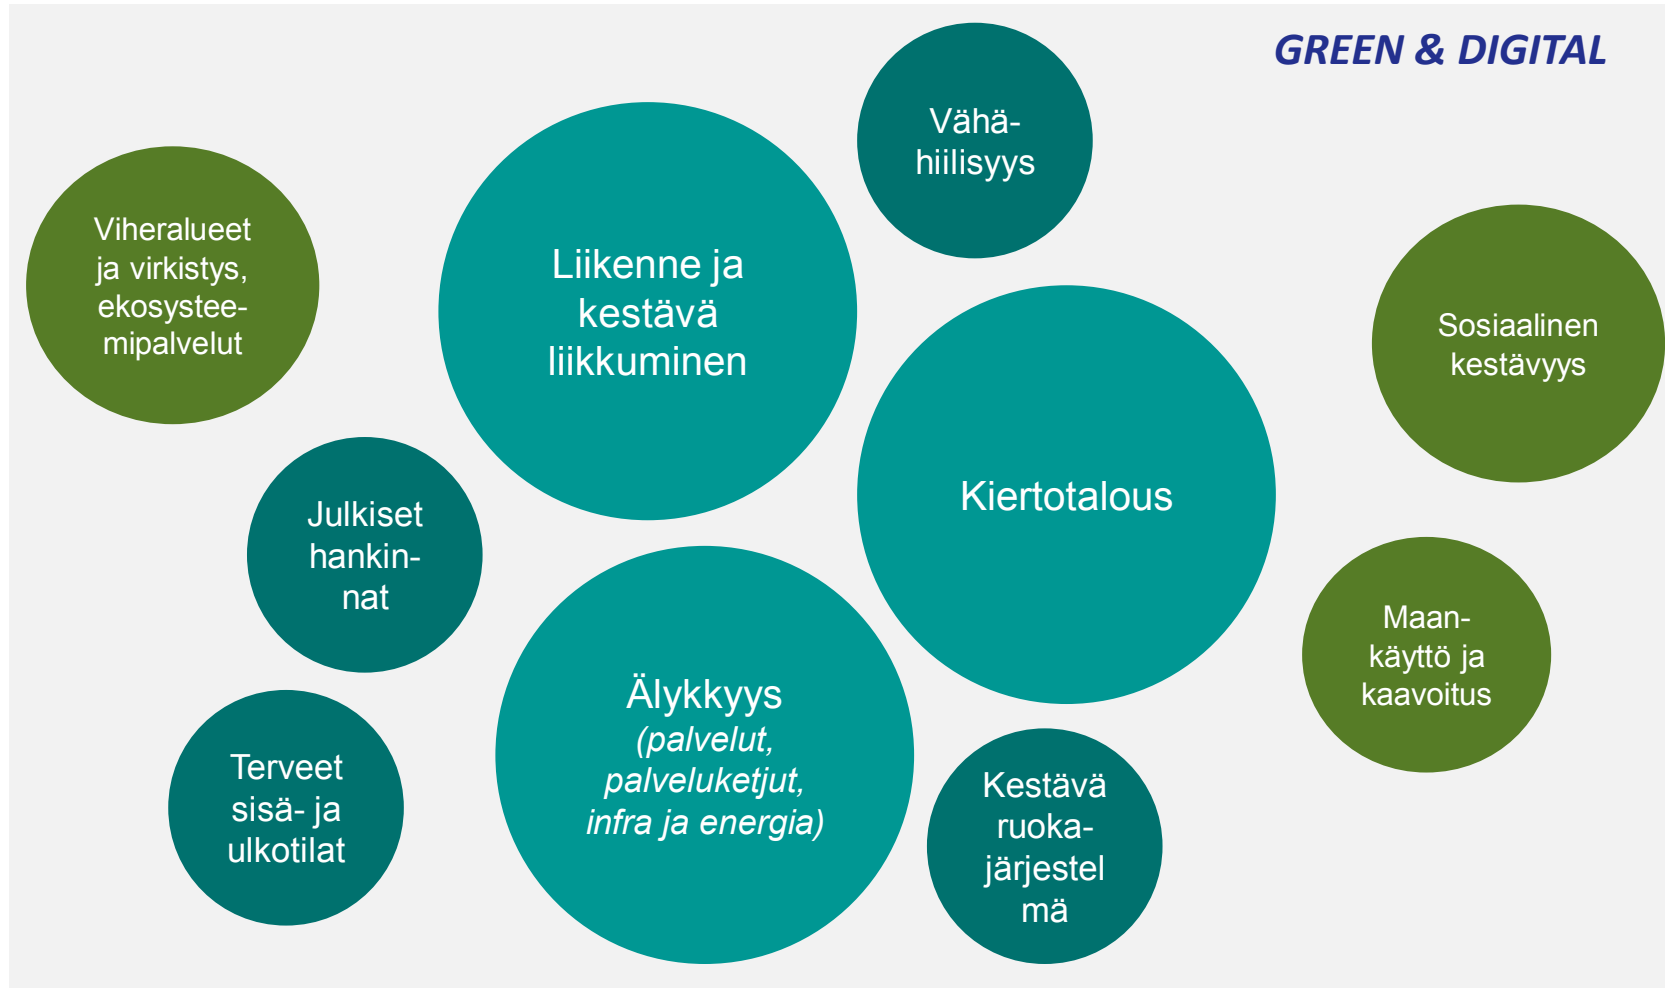 GREEN & DIGITAL
Vähä-
hiilisyys
Viheralueet
ja virkistys,
ekosystee-
mipalvelut
Liikenne ja
kestävä
liikkuminen
Sosiaalinen
kestävyys
Kiertotalous
Julkiset
hankin-
nat
Maan-
käyttö ja
kaavoitus
Älykkyys
(palvelut,
palveluketjut,
infra ja energia)
Terveet
sisä- ja
ulkotilat
Kestävä
ruoka-
järjestel
mä